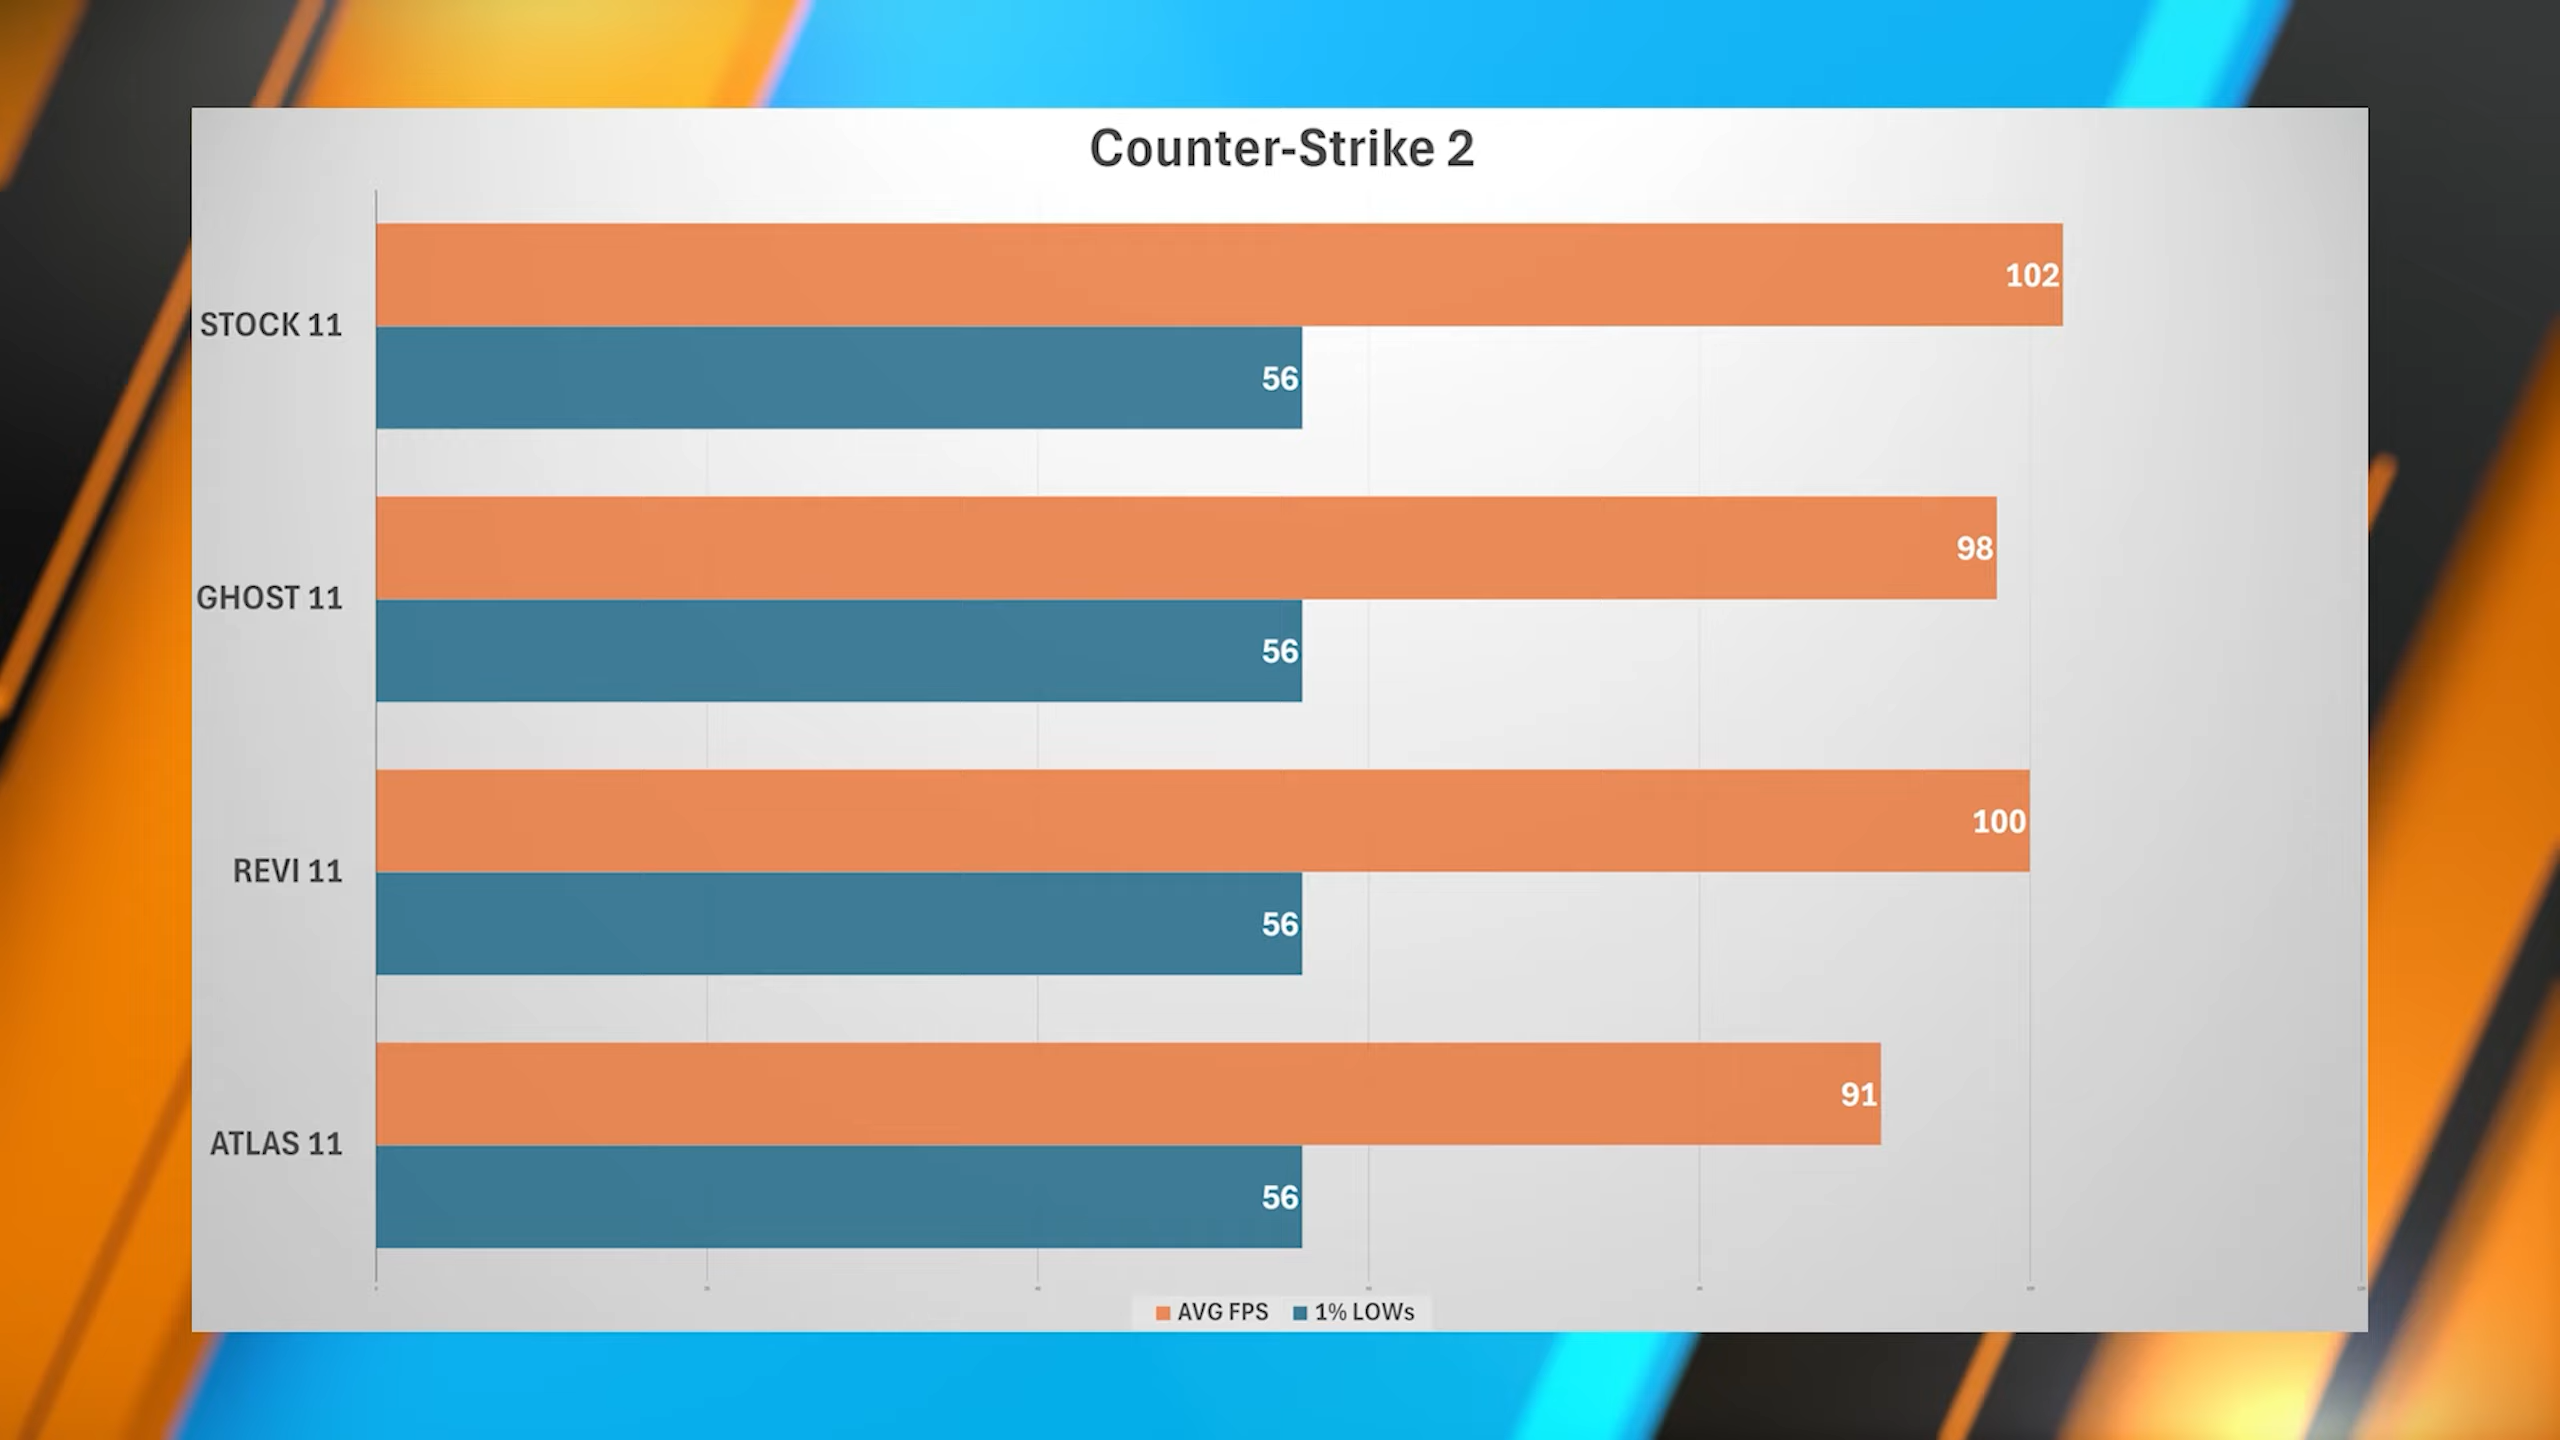 Counter-Strike 2
STOCK 11
102
56
GHOST 11
98
56
REVI 11
100
56
ATLAS 11
91
56
AVG FPS 1% LOWs